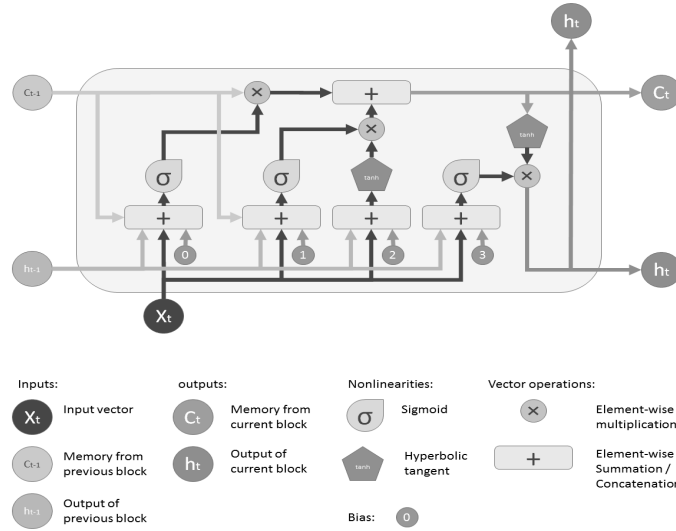 ht
Ct-1
×
+
Ct
×
tanh
tanh
σ
σ
σ
×
+
+
+
+
0
1
2
3
ht-1
ht
Xt
Inputs:
outputs:
Nonlinearities:
Vector operations:
Xt
Input vector
Ct
Memory from
current block
σ
Sigmoid
×
Element-wise
multiplication
Ct-1
Memory from
previous block
ht
Output of
current block
tanh
Hyperbolic
tangent
+
Element-wise
Summation /
Concatenation
ht-1
Output of
previous block
Bias:
0